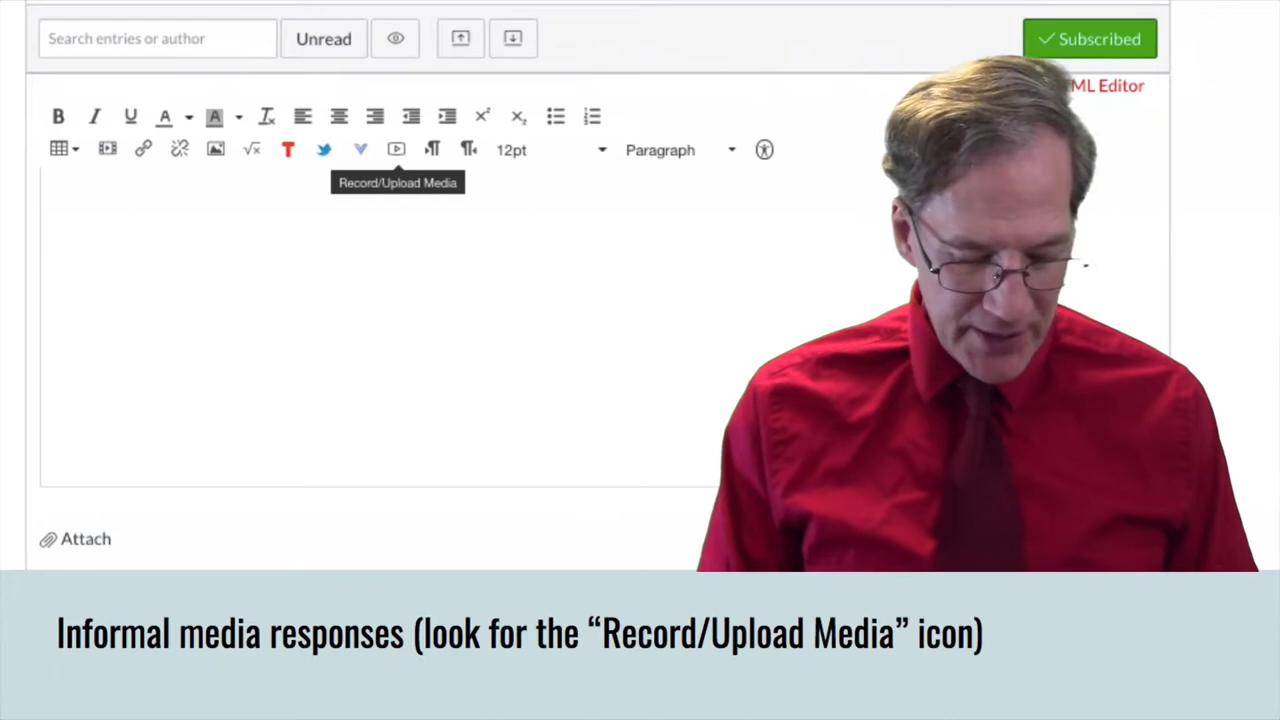 Search entries or author Unread Subscribed
ML Editor
B I U A A
T 12pt Paragraph
Record/Upload Media
Attach
Informal media responses (look for the “Record/Upload Media” icon)